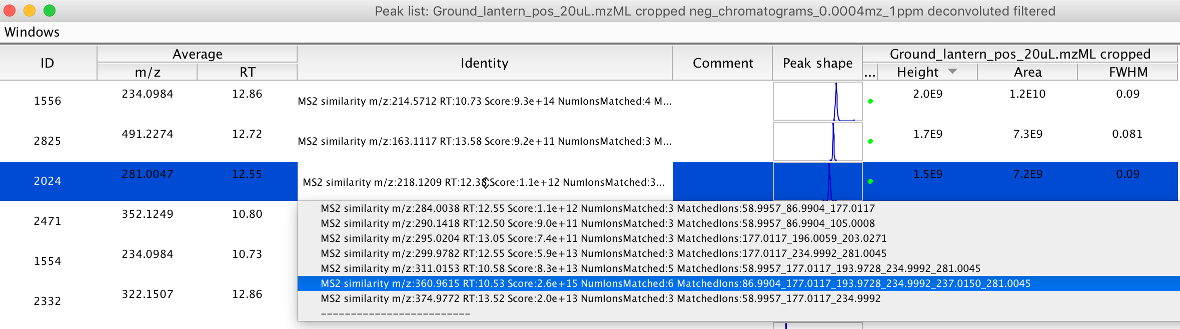 Peak list: Ground_lantern_pos_20uL.mzML cropped neg_chromatograms_0.0004mz_1ppm deconvoluted filtered
Windows
ID Average Identity Comment Peak shape Ground_lantern_pos_20uL.mzML cropped
m/z RT ... Height Area FWHM
1556 234.0984 12.86 MS2 similarity m/z:214.5712 RT:10.73 Score:9.3e+14 NumIonsMatched:4 M... 2.0E9 1.2E10 0.09
2825 491.2274 12.72 MS2 similarity m/z:163.1117 RT:13.58 Score:9.2e+11 NumIonsMatched:3 M... 1.7E9 7.3E9 0.081
2024 281.0047 12.55 MS2 similarity m/z:218.1209 Score:1.1e+12 NumIonsMatched:3... 1.5E9 7.2E9 0.09
MS2 similarity m/z:284.0038 RT:12.55 Score:1.1e+12 NumIonsMatched:3 MatchedIons:58.9957_86.9904_177.0117
2471 352.1249 10.80 MS2 similarity m/z:290.1418 RT:12.50 Score:9.0e+11 NumIonsMatched:3 MatchedIons:58.9957_86.9904_105.0008
MS2 similarity m/z:295.0204 RT:13.05 Score:7.4e+11 NumIonsMatched:3 MatchedIons:177.0117_196.0059_203.0271
1554 234.0984 10.73 MS2 similarity m/z:299.9782 RT:12.55 Score:5.9e+13 NumIonsMatched:3 MatchedIons:177.0117_234.9992_281.0045
MS2 similarity m/z:311.0153 RT:10.58 Score:8.3e+13 NumIonsMatched:5 MatchedIons:58.9957_177.0117_193.9728_234.9992_281.0045
MS2 similarity m/z:360.9615 RT:10.53 Score:2.6e+15 NumIonsMatched:6 MatchedIons:86.9904_177.0117_193.9728_234.9992_237.0150_281.0045
2332 322.1507 12.86 MS2 similarity m/z:374.9772 RT:13.52 Score:2.0e+13 NumIonsMatched:3 MatchedIons:58.9957_177.0117_234.9992
-------------------------